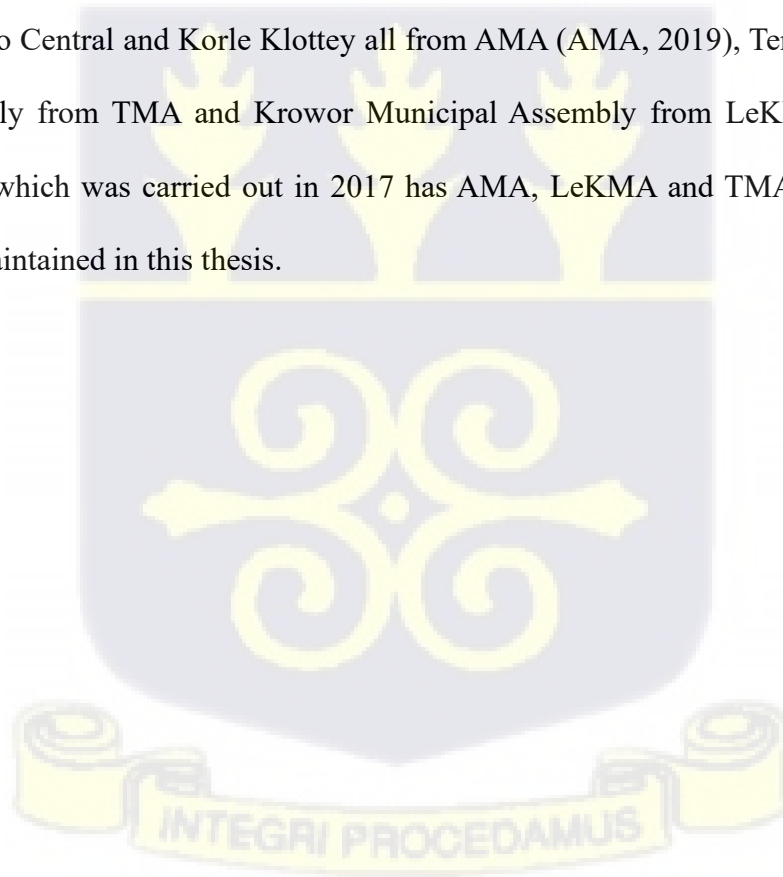 o Central and Korle Klottey all from AMA (AMA, 2019), Te
ly from TMA and Krowor Municipal Assembly from LeK
which was carried out in 2017 has AMA, LeKMA and TMA
aintained in this thesis.
INTEGRI PROCEDAMUS